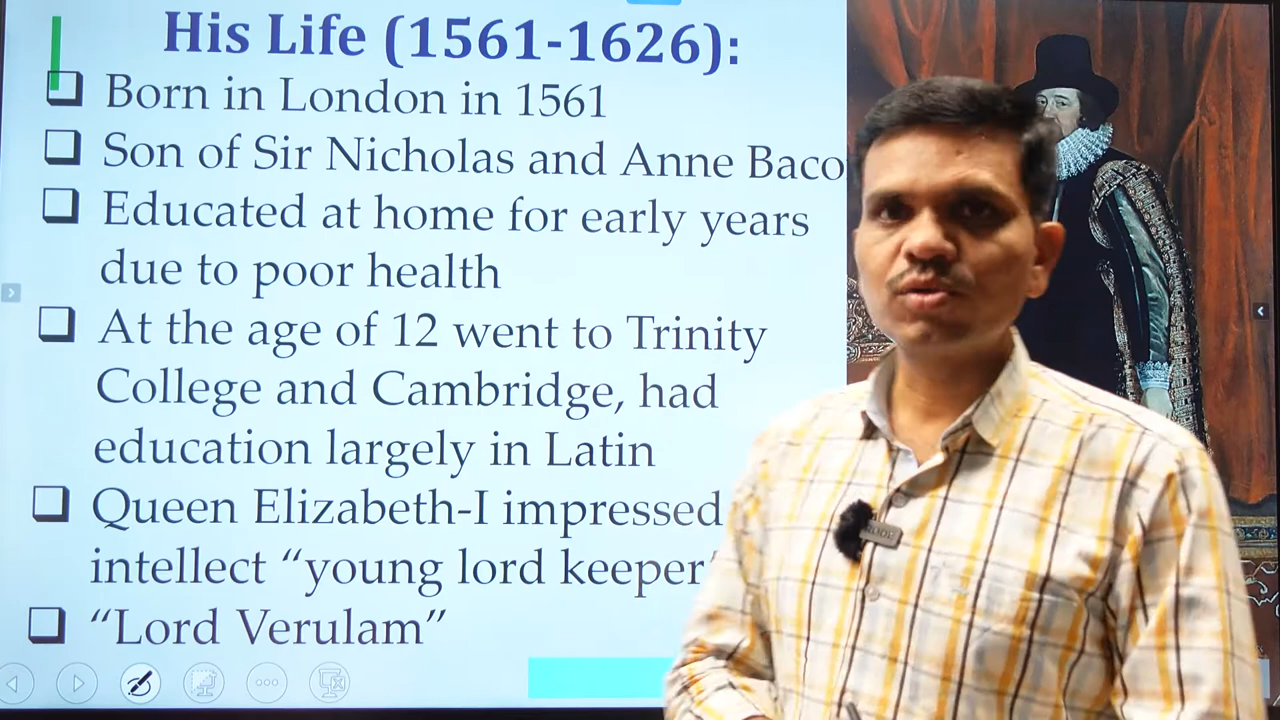 His Life (1561-1626):
❑ Born in London in 1561
❑ Son of Sir Nicholas and Anne Baco
❑ Educated at home for early years
due to poor health
❑ At the age of 12 went to Trinity
College and Cambridge, had
education largely in Latin
❑ Queen Elizabeth-I impressed
intellect “young lord keeper”
❑ “Lord Verulam”
RODE